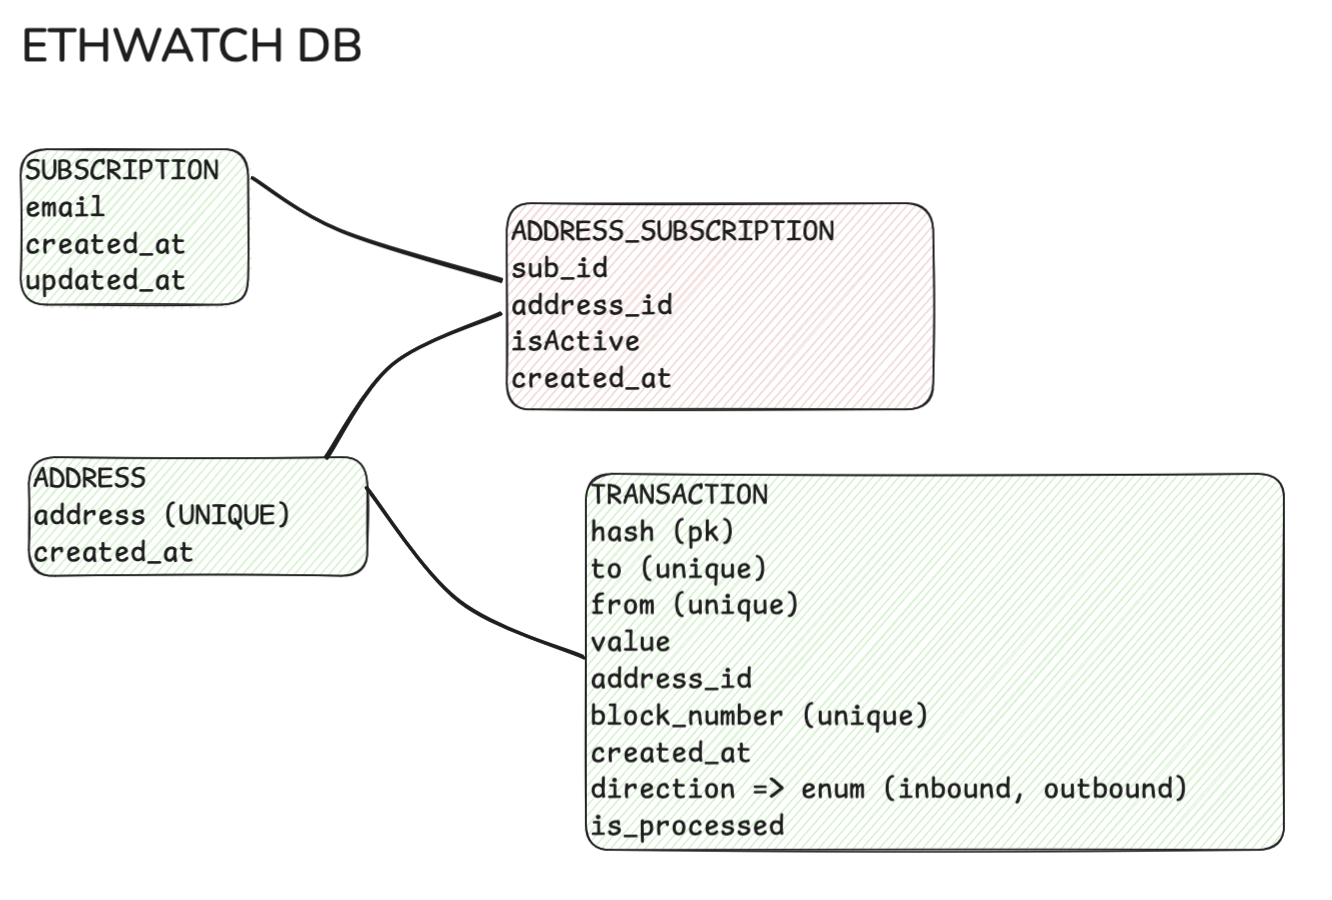 ETHWATCH DB
SUBSCRIPTION
email
created_at
updated_at
ADDRESS_SUBSCRIPTION
sub_id
address_id
isActive
created_at
ADDRESS
address (UNIQUE)
created_at
TRANSACTION
hash (pk)
to (unique)
from (unique)
value
address_id
block_number (unique)
created_at
direction => enum (inbound, outbound)
is_processed